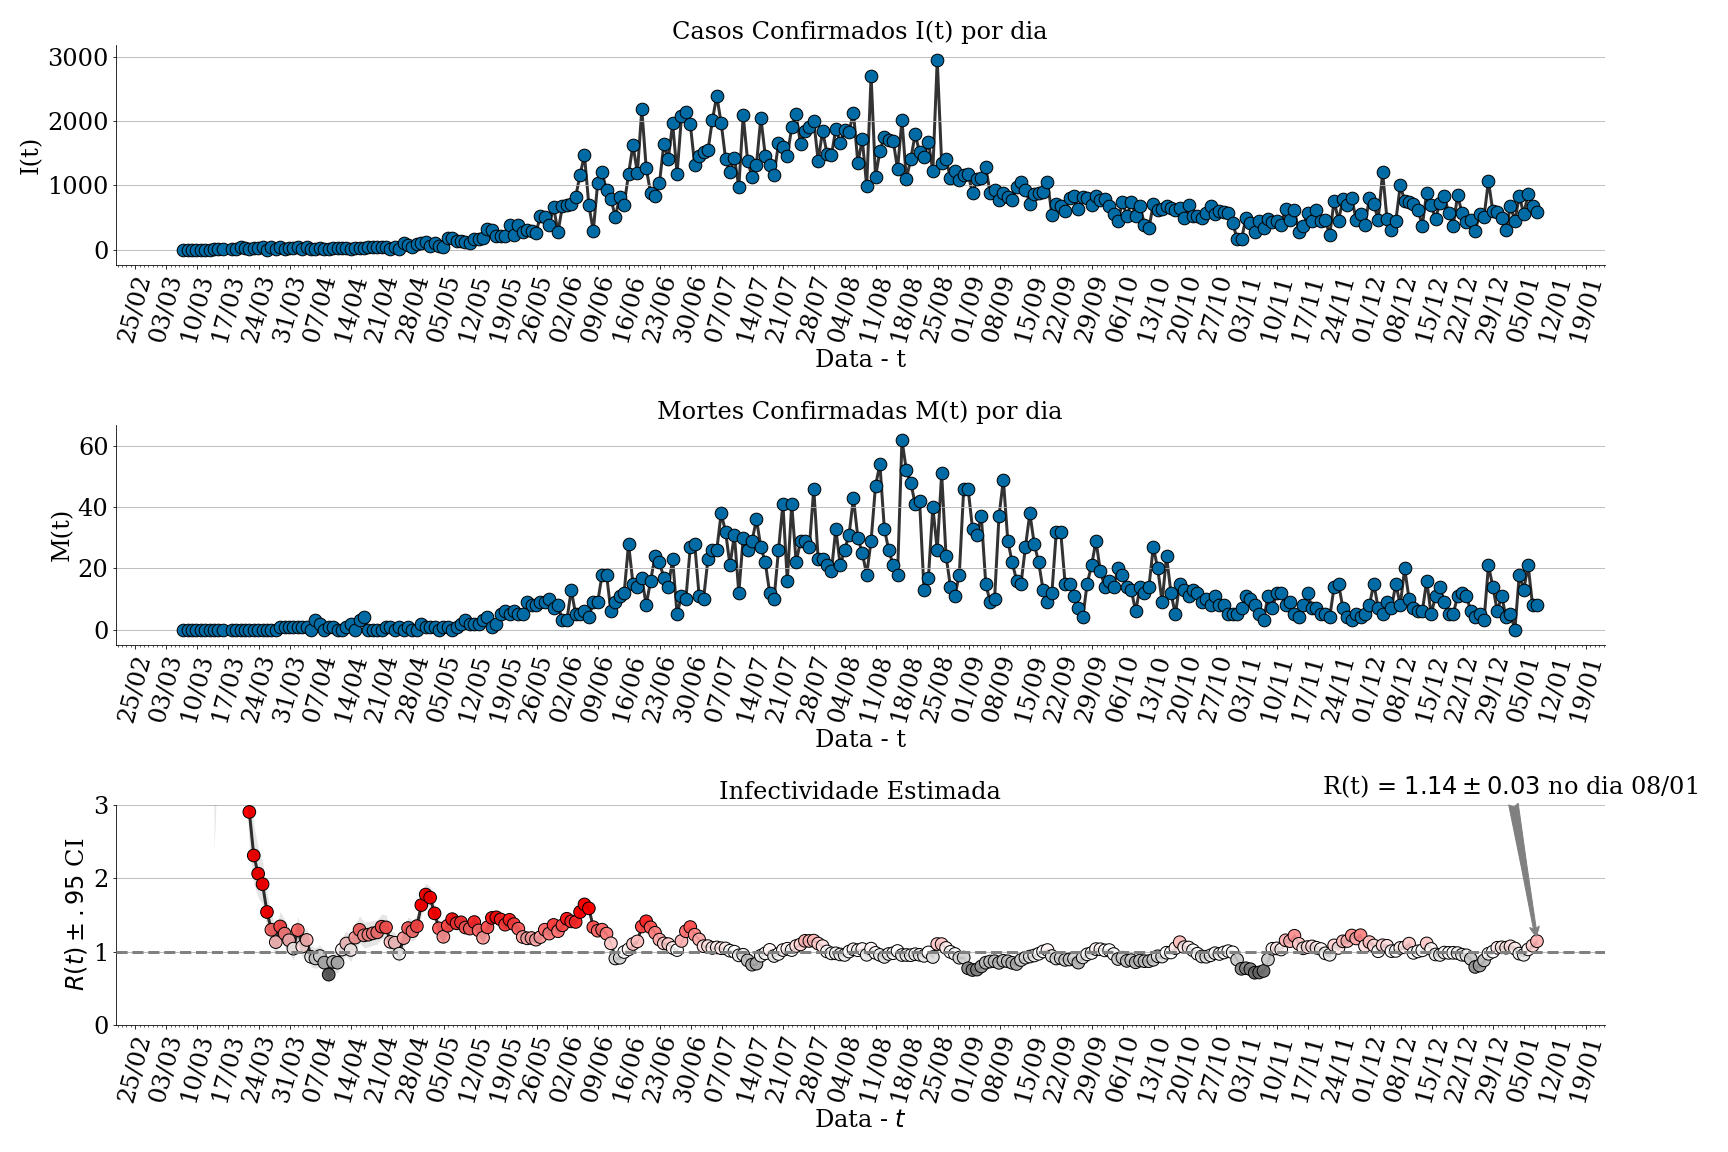 Casos Confirmados I(t) por dia
3000
2000
1000
0
I(t)
25/02 03/03 10/03 17/03 24/03 31/03 07/04 14/04 21/04 28/04 05/05 12/05 19/05 26/05 02/06 09/06 16/06 23/06 30/06 07/07 14/07 21/07 28/07 04/08 11/08 18/08 25/08 01/09 08/09 15/09 22/09 29/09 06/10 13/10 20/10 27/10 03/11 10/11 17/11 24/11 01/12 08/12 15/12 22/12 29/12 05/01 12/01 19/01
Data - t
Mortes Confirmadas M(t) por dia
60
40
20
0
M(t)
25/02 03/03 10/03 17/03 24/03 31/03 07/04 14/04 21/04 28/04 05/05 12/05 19/05 26/05 02/06 09/06 16/06 23/06 30/06 07/07 14/07 21/07 28/07 04/08 11/08 18/08 25/08 01/09 08/09 15/09 22/09 29/09 06/10 13/10 20/10 27/10 03/11 10/11 17/11 24/11 01/12 08/12 15/12 22/12 29/12 05/01 12/01 19/01
Data - t
Infectividade Estimada
R(t) = 1.14 ± 0.03 no dia 08/01
3
2
1
0
R(t) ± .95 CI
25/02 03/03 10/03 17/03 24/03 31/03 07/04 14/04 21/04 28/04 05/05 12/05 19/05 26/05 02/06 09/06 16/06 23/06 30/06 07/07 14/07 21/07 28/07 04/08 11/08 18/08 25/08 01/09 08/09 15/09 22/09 29/09 06/10 13/10 20/10 27/10 03/11 10/11 17/11 24/11 01/12 08/12 15/12 22/12 29/12 05/01 12/01 19/01
Data - t